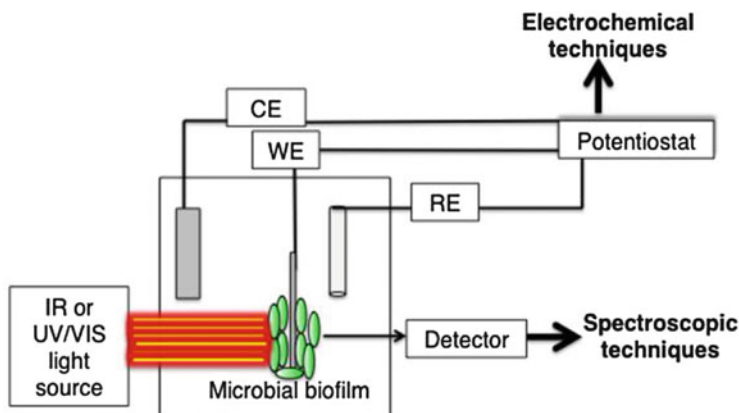 Electrochemical
techniques
CE
Potentiostat
WE
RE
IR or
UV/VIS
light
source
Detector
Spectroscopic
techniques
Microbial biofilm